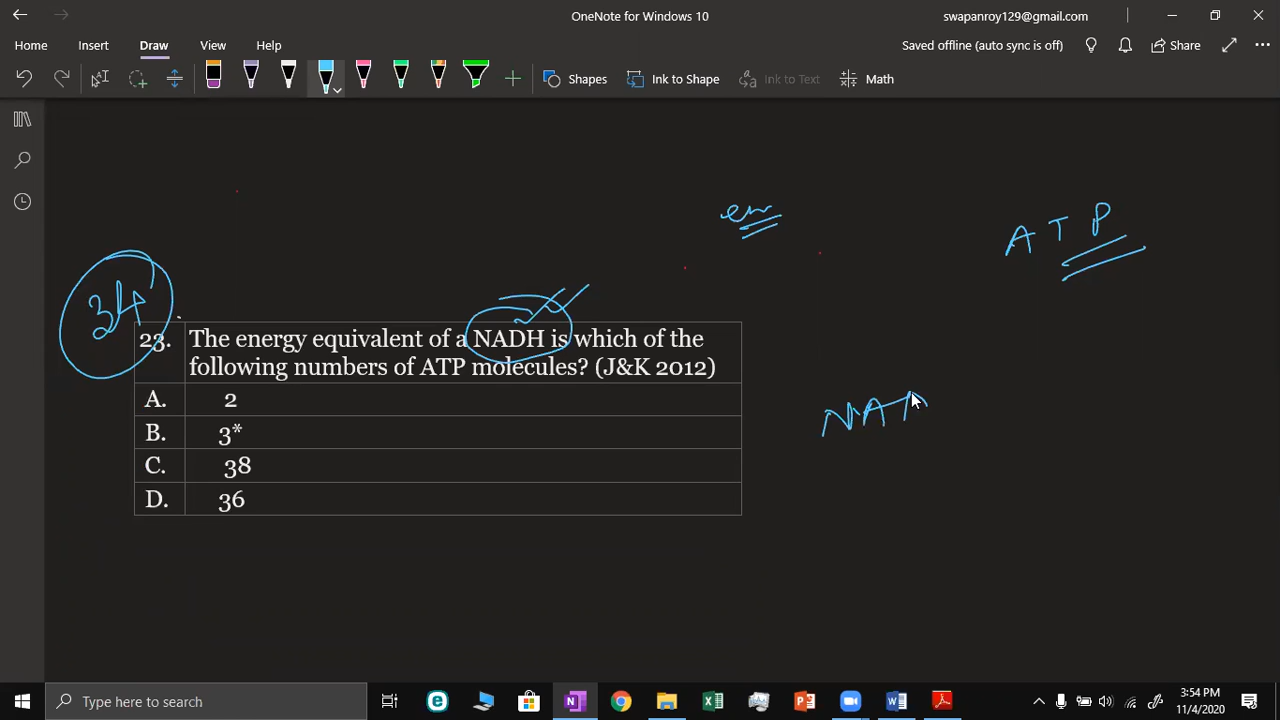 OneNote for Windows 10
swapanroy129@gmail.com
Home Insert Draw View Help
Saved offline (auto sync is off)
Share
Shapes
Ink to Shape
Ink to Text
Math
en
A T P
34
23. The energy equivalent of a NADH is which of the
following numbers of ATP molecules? (J&K 2012)
A. 2
B. 3*
C. 38
D. 36
Type here to search
3:54 PM
11/4/2020